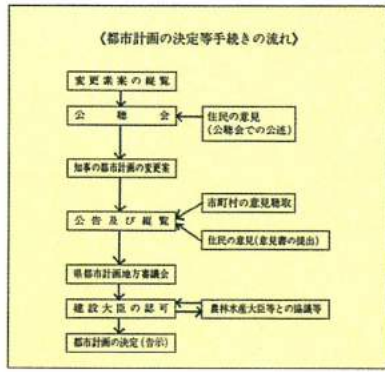 《都市計画の決定等手続きの流れ》
変更素案の縦覧
公聴会
住民の意見
(公聴会での公述)
知事の都市計画の変更案
市町村の意見聴取
公告及び縦覧
住民の意見(意見書の提出)
県都市計画地方審議会
建設大臣の認可
農林水産大臣等との協議等
都市計画の決定(告示)